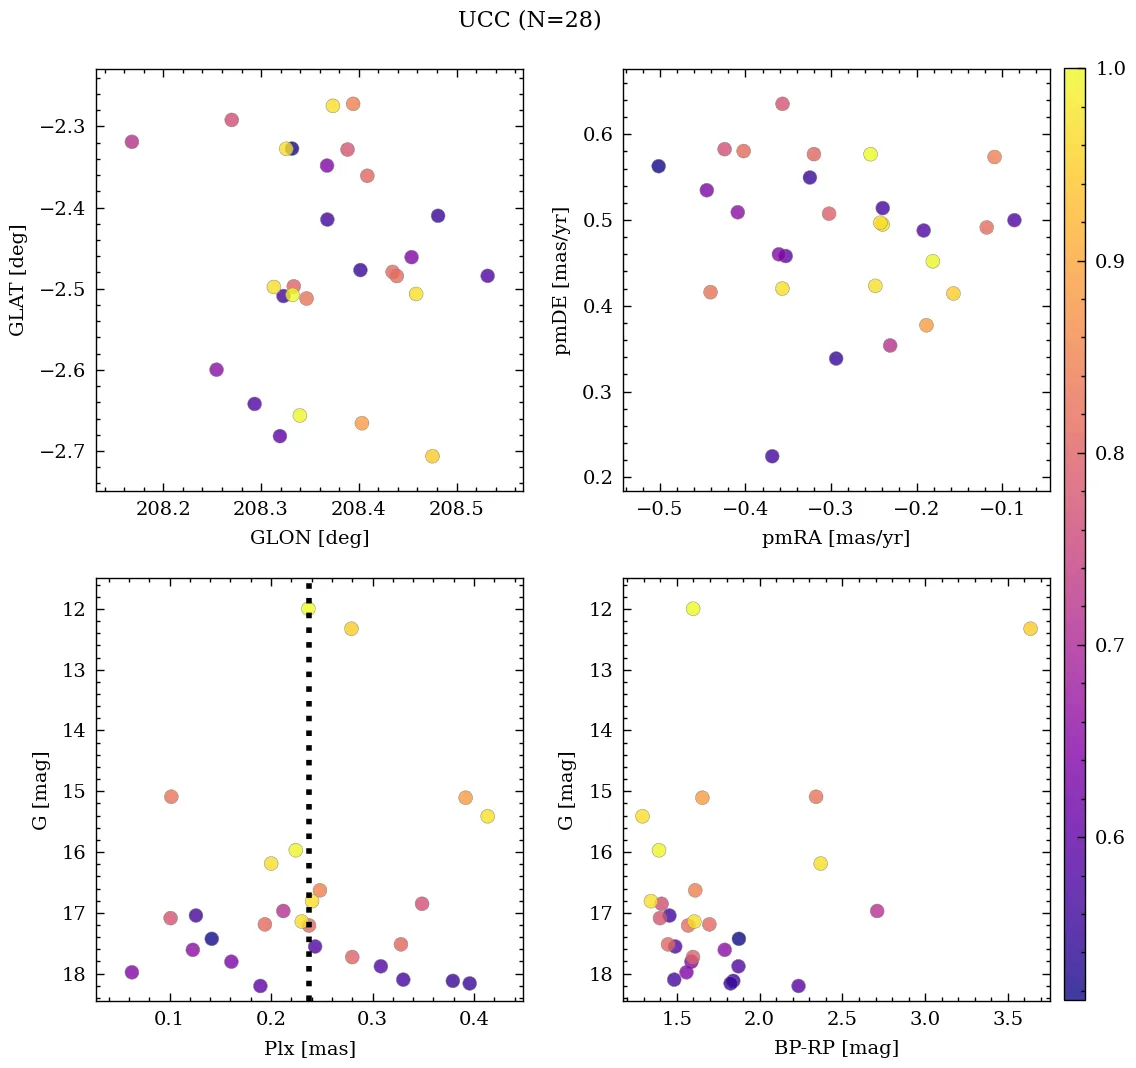 UCC (N=28)
−2.3
−2.4
−2.5
−2.6
−2.7
GLAT [deg]
208.2 208.3 208.4 208.5
GLON [deg]
0.6
0.5
0.4
0.3
0.2
pmDE [mas/yr]
−0.5 −0.4 −0.3 −0.2 −0.1
pmRA [mas/yr]
1.0
0.9
0.8
0.7
0.6
12
13
14
15
16
17
18
G [mag]
0.1 0.2 0.3 0.4
Plx [mas]
12
13
14
15
16
17
18
G [mag]
1.5 2.0 2.5 3.0 3.5
BP-RP [mag]